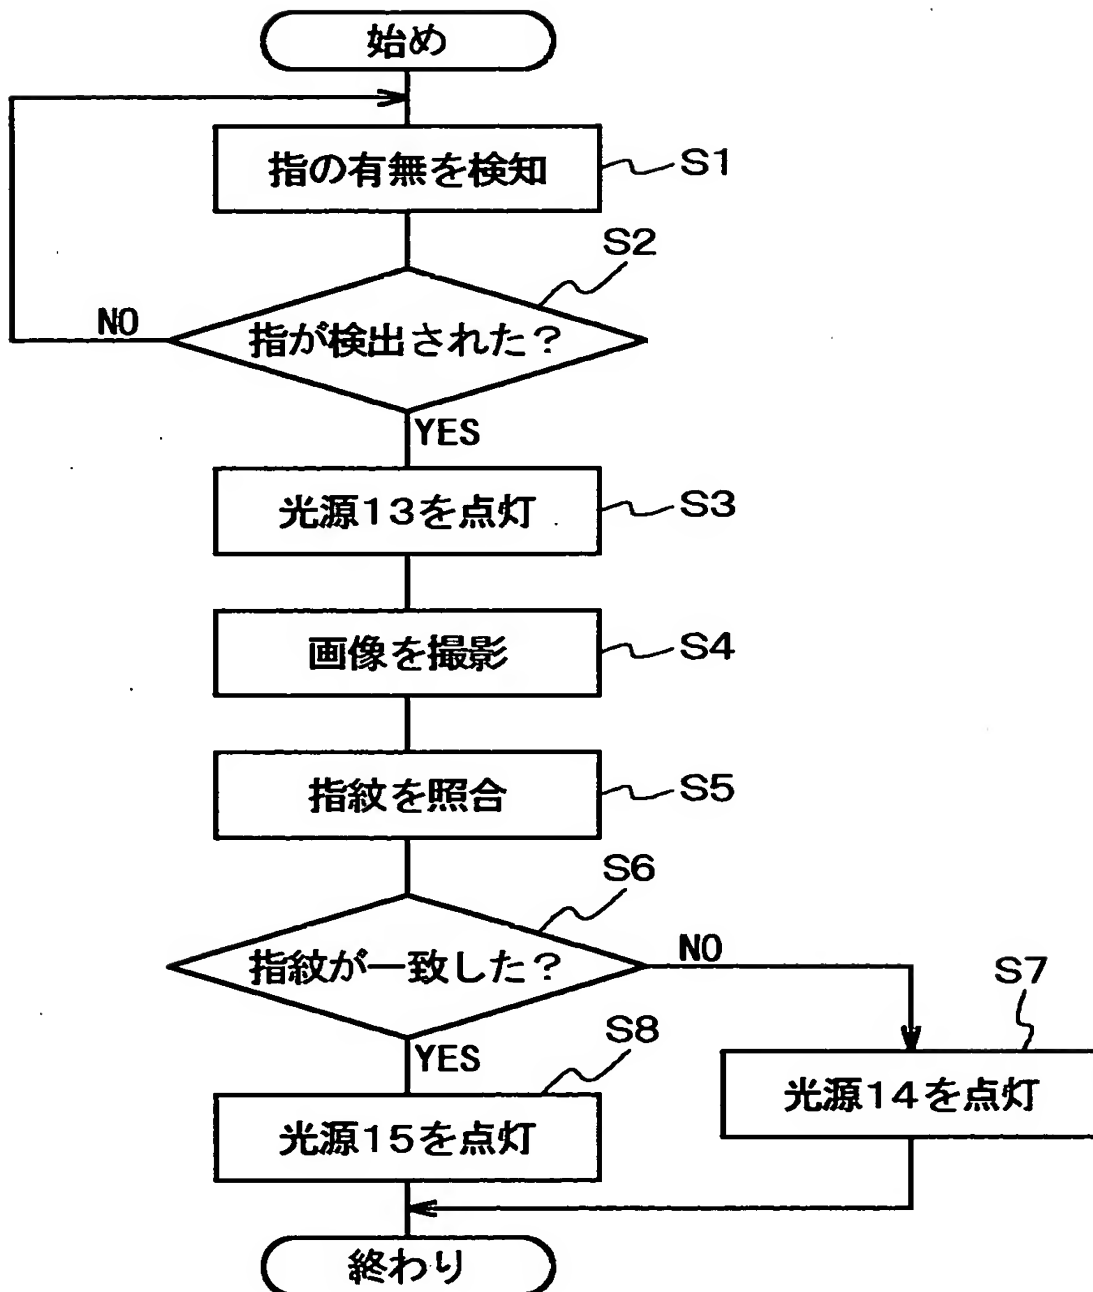 始め
指の有無を検知
S1
S2
指が検出された？
NO
YES
光源13を点灯
S3
画像を撮影
S4
指紋を照合
S5
S6
指紋が一致した？
NO
YES
S7
光源14を点灯
S8
光源15を点灯
終わり